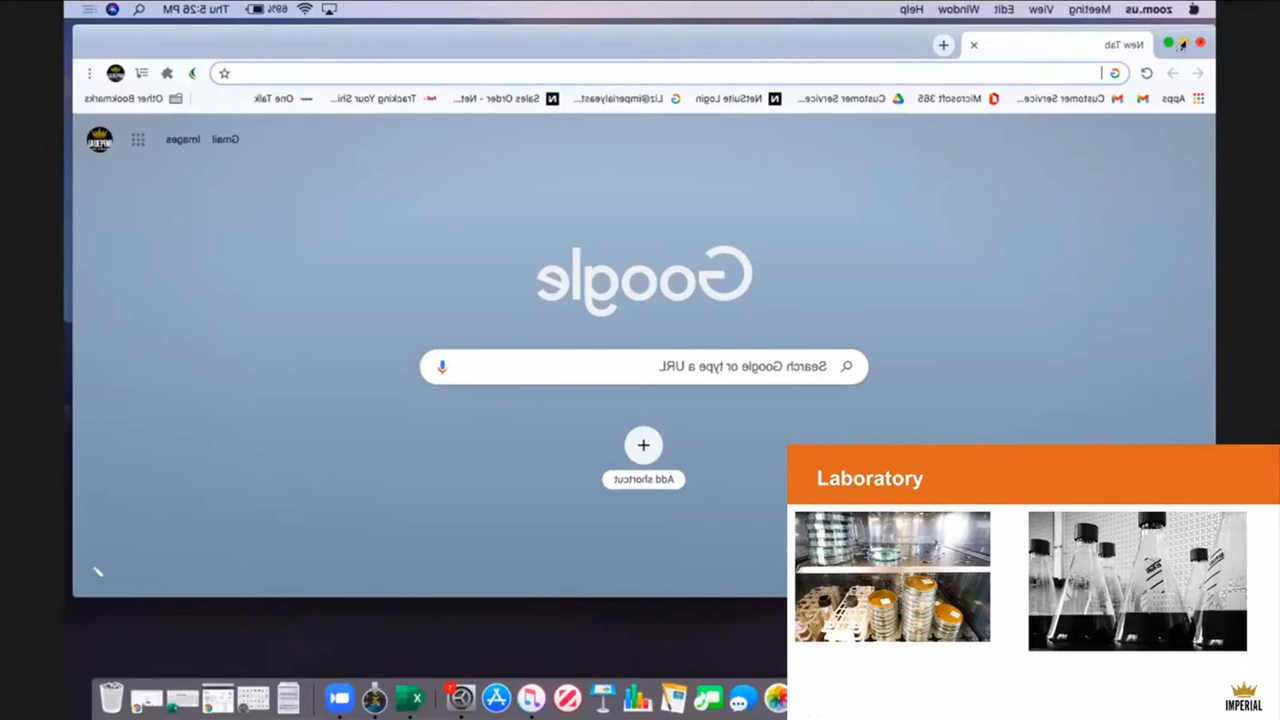 zoom.us Meeting View Edit Window Help
69% Thu 5:26 PM
New Tab
Apps Customer Service... Microsoft 365 Customer Service... NetSuite Login Liz@imperialyeast... Sales Order - Net... Tracking Your Shi... One Talk Other Bookmarks
Gmail Images
IMPERIAL
Google
Search Google or type a URL
Add shortcut
Laboratory
IMPERIAL